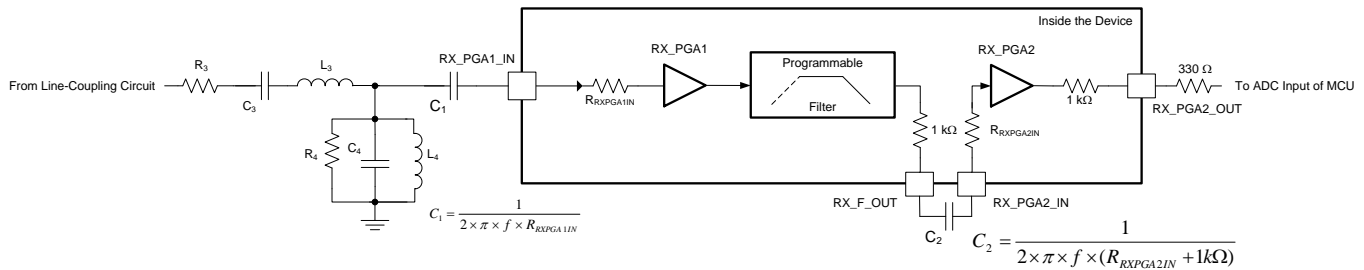 Inside the Device
From Line-Coupling Circuit
R3
C3
L3
RX_PGA1_IN
C1
R4
C4
L4
RRXPGA1IN
RX_PGA1
Programmable
Filter
1 kΩ
RX_F_OUT
C2
RX_PGA2_IN
RRXPGA2IN
RX_PGA2
1 kΩ
RX_PGA2_OUT
330 Ω
To ADC Input of MCU
C1 = 1 / (2 × π × f × RRXPGA1IN)
C2 = 1 / (2 × π × f × (RRXPGA2IN + 1kΩ))